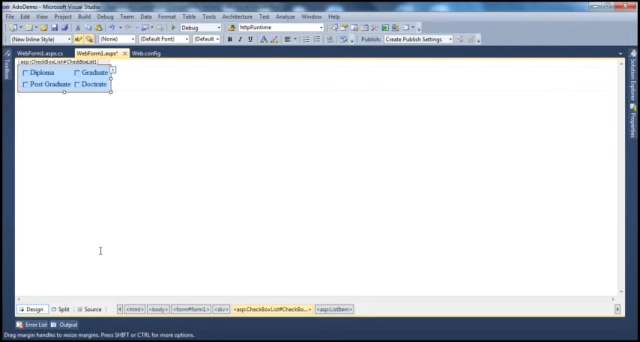 AdoDemo - Microsoft Visual Studio
File Edit View Project Build Debug Team Data Format Table Tools Architecture Test Analyze Window Help
Debug httpRuntime
(New Inline Style) (None) (Default Font) (Default B I U A Publish: Create Publish Settings
WebForm1.aspx.cs WebForm1.aspx* × Web.config
Toolbox
asp:CheckBoxList#CheckBoxList1
Diploma Graduate
Post Graduate Doctrate
Solution Explorer
Properties
Design Split Source <html> <body> <form#form1> <div> <asp:CheckBoxList#CheckBo...> <asp:ListItem>
Error List Output
Drag margin handles to resize margins. Press SHIFT or CTRL for more options.